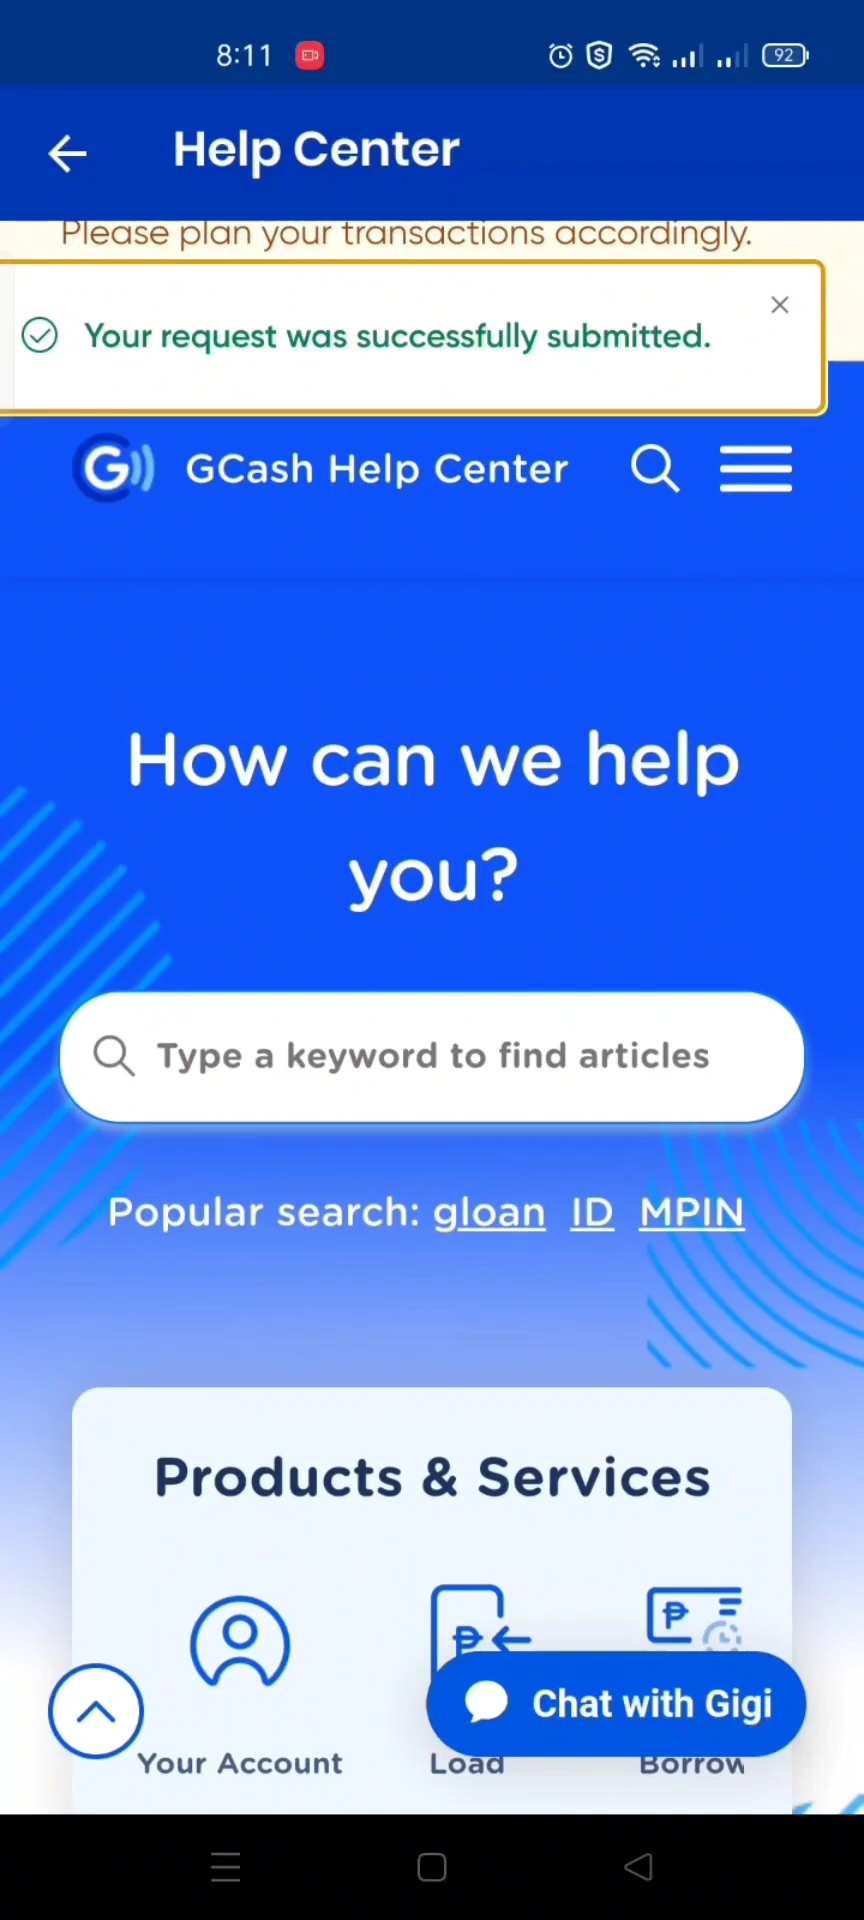 8:11
92
Help Center
Please plan your transactions accordingly.
Your request was successfully submitted.
GCash Help Center
How can we help
you?
Type a keyword to find articles
Popular search: gloan ID MPIN
Products & Services
Chat with Gigi
Your Account
Load
Borrow